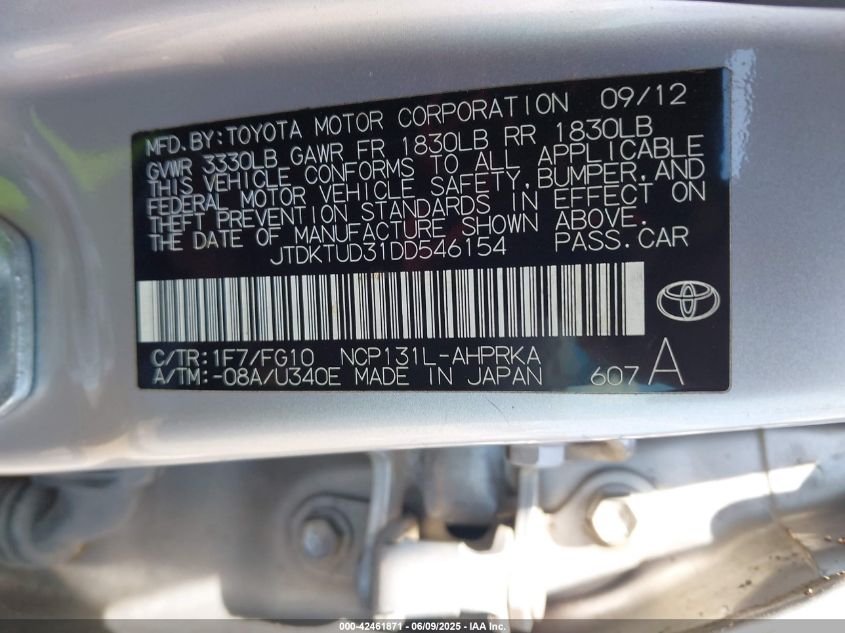 MFD. BY: TOYOTA MOTOR CORPORATION 09/12
GVWR 3330LB GAWR FR 1830LB RR 1830LB
THIS VEHICLE CONFORMS TO ALL APPLICABLE
FEDERAL MOTOR VEHICLE SAFETY, BUMPER, AND
THEFT PREVENTION STANDARDS IN EFFECT ON
THE DATE OF MANUFACTURE SHOWN ABOVE.
JTDKTUD31DD546154 PASS. CAR
C/TR: 1F7/FG10 NCP131L-AHPRKA
A/TM: -08A/U340E MADE IN JAPAN 607 A
000-42461871 - 06/09/2025 - IAA Inc.